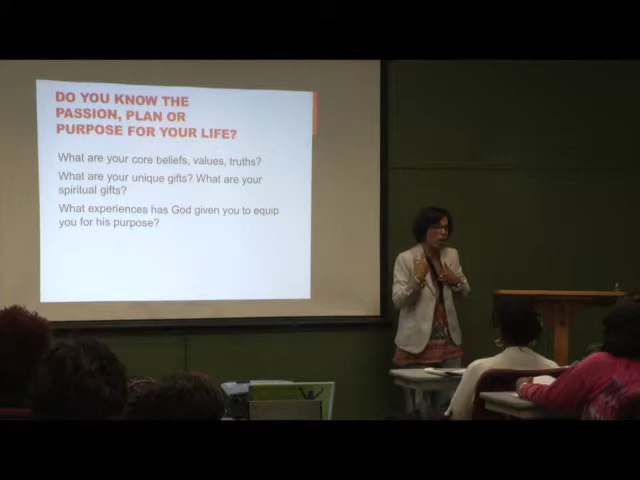 DO YOU KNOW THE
PASSION, PLAN OR
PURPOSE FOR YOUR LIFE?
What are your core beliefs, values, truths?
What are your unique gifts? What are your
spiritual gifts?
What experiences has God given you to equip
you for his purpose?